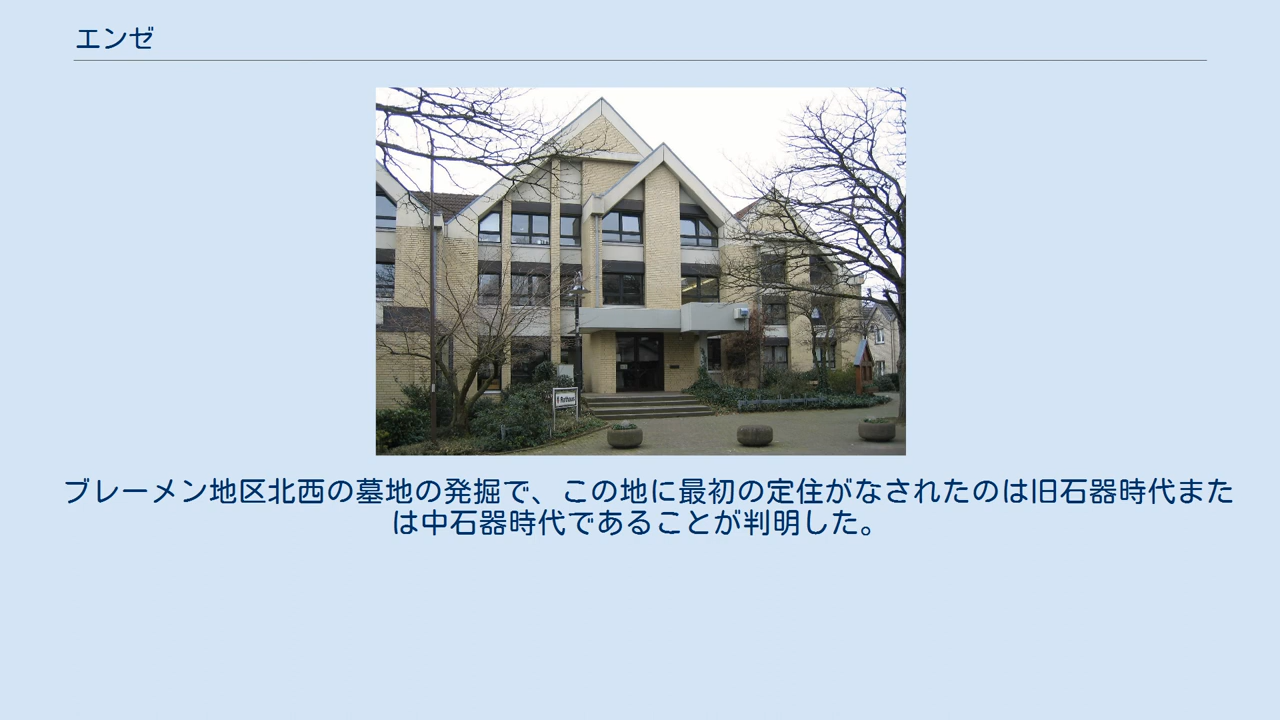 エンゼ
Rathaus
ブレーメン地区北西の墓地の発掘で、この地に最初の定住がなされたのは旧石器時代また
は中石器時代であることが判明した。